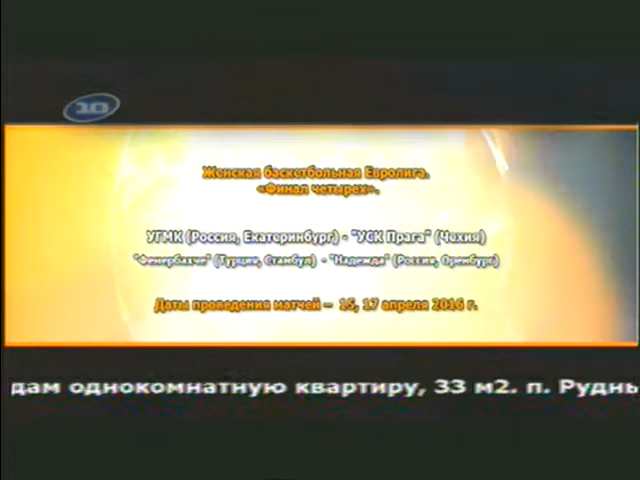 10
Женская баскетбольная Евролига.
«Финал четырех».
УГМК (Россия, Екатеринбург) - "УСК Прага" (Чехия)
"Фенербахче" (Турция, Стамбул) - "Надежда" (Россия, Оренбург)
Даты проведения матчей – 15, 17 апреля 2016 г.
дам однокомнатную квартиру, 33 м2. п. Рудны